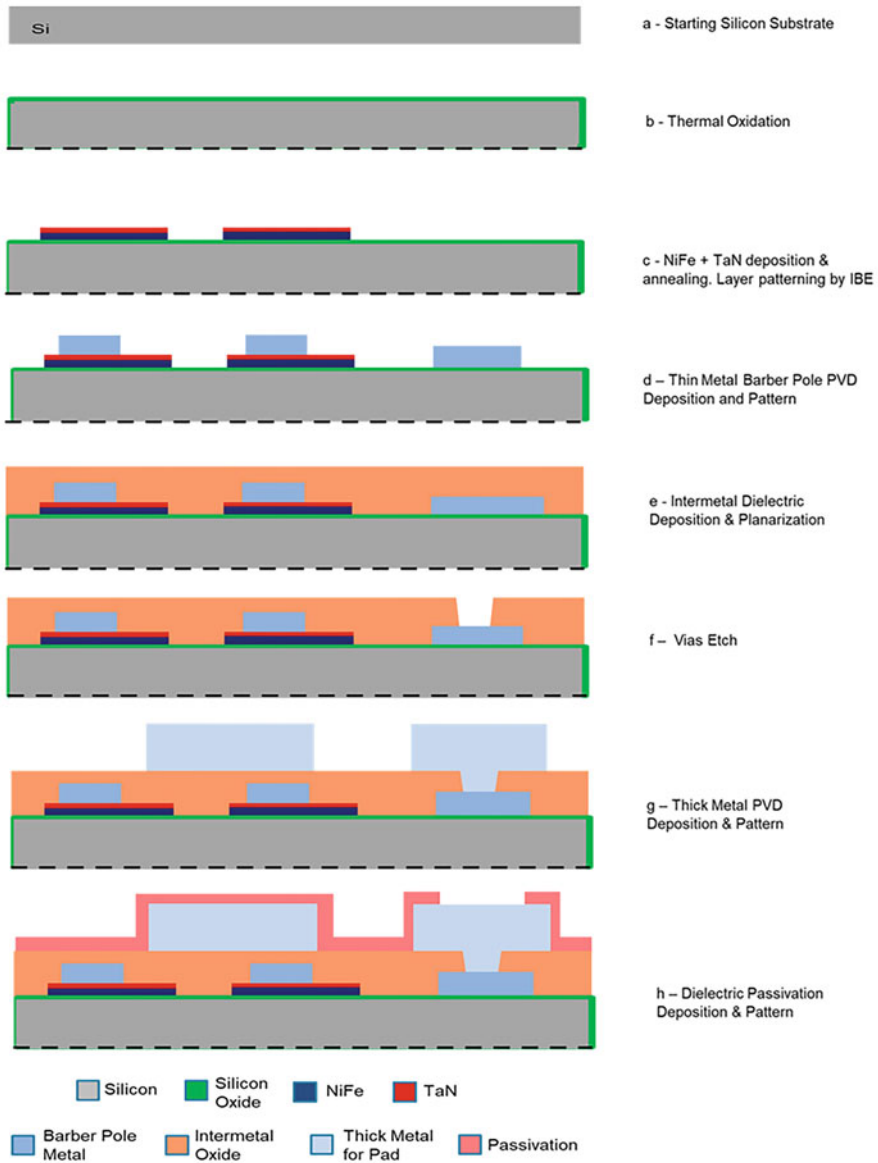 Si
a - Starting Silicon Substrate
b - Thermal Oxidation
c - NiFe + TaN deposition &
annealing. Layer patterning by IBE
d – Thin Metal Barber Pole PVD
Deposition and Pattern
e - Intermetal Dielectric
Deposition & Planarization
f – Vias Etch
g – Thick Metal PVD
Deposition & Pattern
h – Dielectric Passivation
Deposition & Pattern
Silicon
Silicon
Oxide
NiFe
TaN
Barber Pole
Metal
Intermetal
Oxide
Thick Metal
for Pad
Passivation